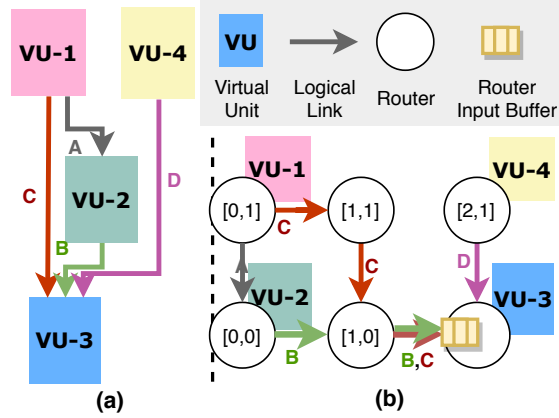 VU-1
VU-4
A
C
D
VU-2
B
VU-3
(a)
VU
Virtual
Unit
Logical
Link
Router
Router
Input Buffer
VU-1
VU-4
[0,1]
C
[1,1]
[2,1]
A
C
D
VU-2
VU-3
[0,0]
B
[1,0]
B,C
(b)